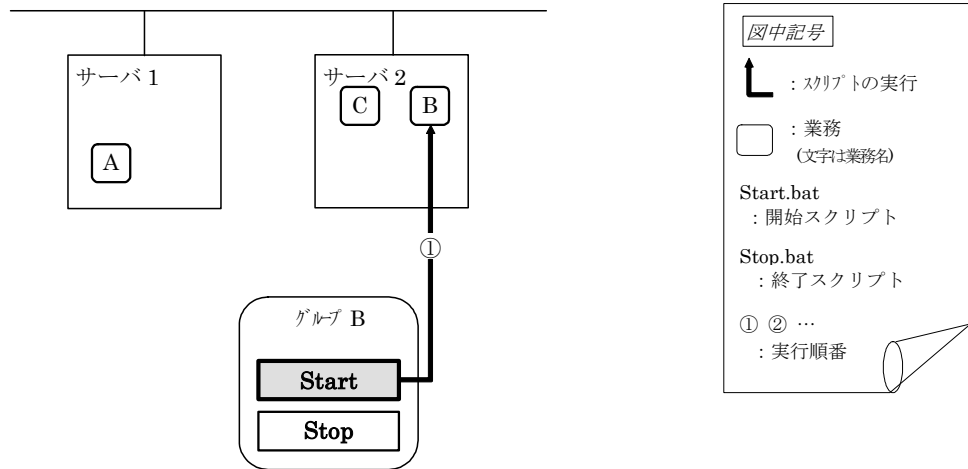 サーバ 1
サーバ 2
C
B
A
①
グループ B
Start
Stop
図中記号
：スクリプトの実行
：業務
(文字は業務名)
Start.bat
：開始スクリプト
Stop.bat
：終了スクリプト
① ② …
：実行順番